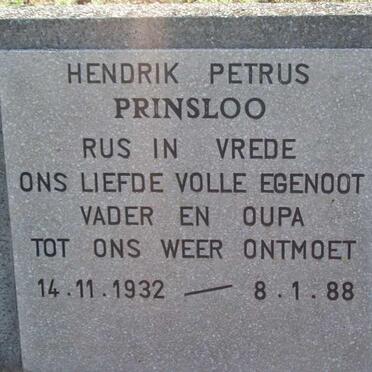 HENDRIK PETRUS
PRINSLOO
RUS IN VREDE
ONS LIEFDE VOLLE EGENOOT
VADER EN OUPA
TOT ONS WEER ONTMOET
14.11.1932 — 8.1.88